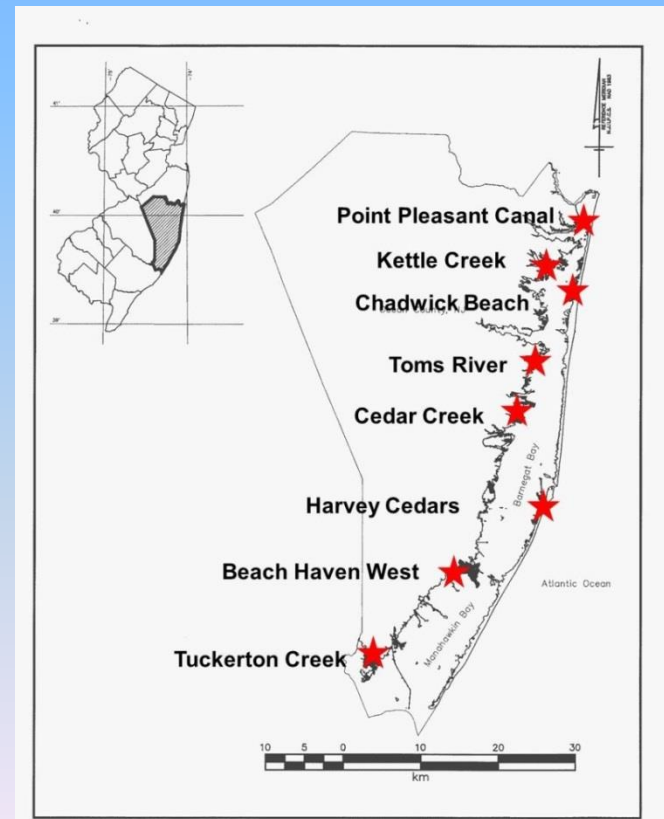 Point Pleasant Canal
Kettle Creek
Chadwick Beach
Toms River
Cedar Creek
Harvey Cedars
Barnegat Bay
Beach Haven West
Atlantic Ocean
Manahawkin Bay
Tuckerton Creek
10 5 0 10 20 30
km